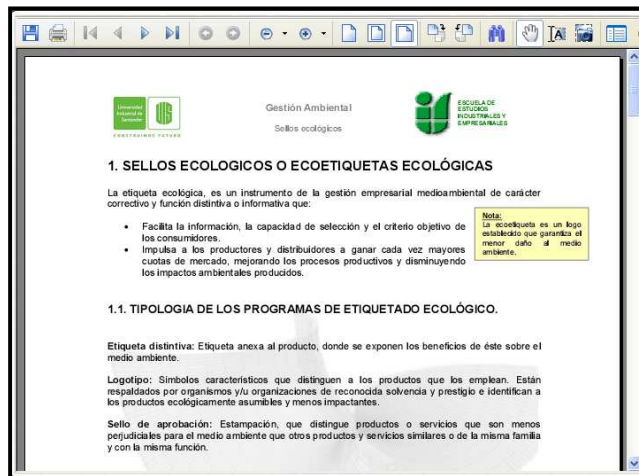 Universidad
Industrial de
Santander
UIS
CONSTRUIMOS FUTURO
Gestión Ambiental
Sellos ecológicos
ESCUELA DE
ESTUDIOS
INDUSTRIALES Y
EMPRESARIALES
1. SELLOS ECOLOGICOS O ECOETIQUETAS ECOLÓGICAS
La etiqueta ecológica, es un instrumento de la gestión empresarial medioambiental de carácter
correctivo y función distintiva o informativa que:
• Facilita la información, la capacidad de selección y el criterio objetivo de
los consumidores.
• Impulsa a los productores y distribuidores a ganar cada vez mayores
cuotas de mercado, mejorando los procesos productivos y disminuyendo
los impactos ambientales producidos.
Nota:
La ecoetiqueta es un logo
establecido que garantiza el
menor daño al medio
ambiente.
1.1. TIPOLOGIA DE LOS PROGRAMAS DE ETIQUETADO ECOLÓGICO.
Etiqueta distintiva: Etiqueta anexa al producto, donde se exponen los beneficios de éste sobre el
medio ambiente.
Logotipo: Símbolos característicos que distinguen a los productos que los emplean. Están
respaldados por organismos y/u organizaciones de reconocida solvencia y prestigio e identifican a
los productos ecológicamente asumibles y menos impactantes.
Sello de aprobación: Estampación, que distingue productos o servicios que son menos
perjudiciales para el medio ambiente que otros productos y servicios similares o de la misma familia
y con la misma función.